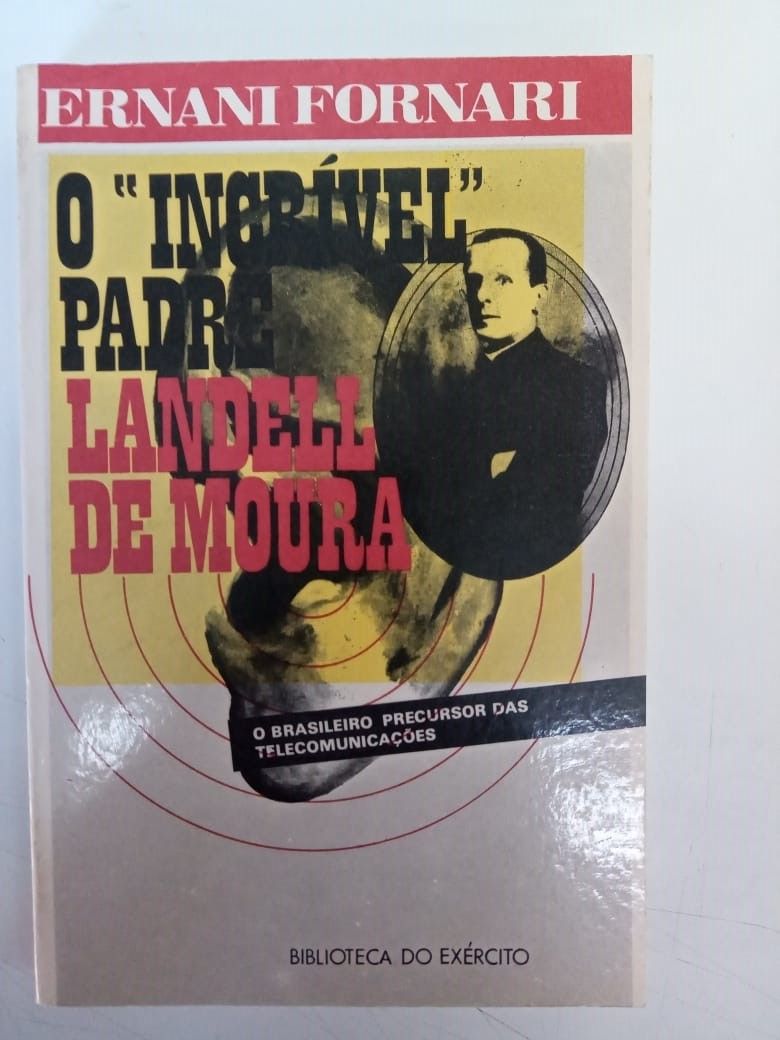 ERNANI FORNARI
O "INCRÍVEL"
PADRE
LANDELL
DE MOURA
O BRASILEIRO PRECURSOR DAS
TELECOMUNICAÇÕES
BIBLIOTECA DO EXÉRCITO